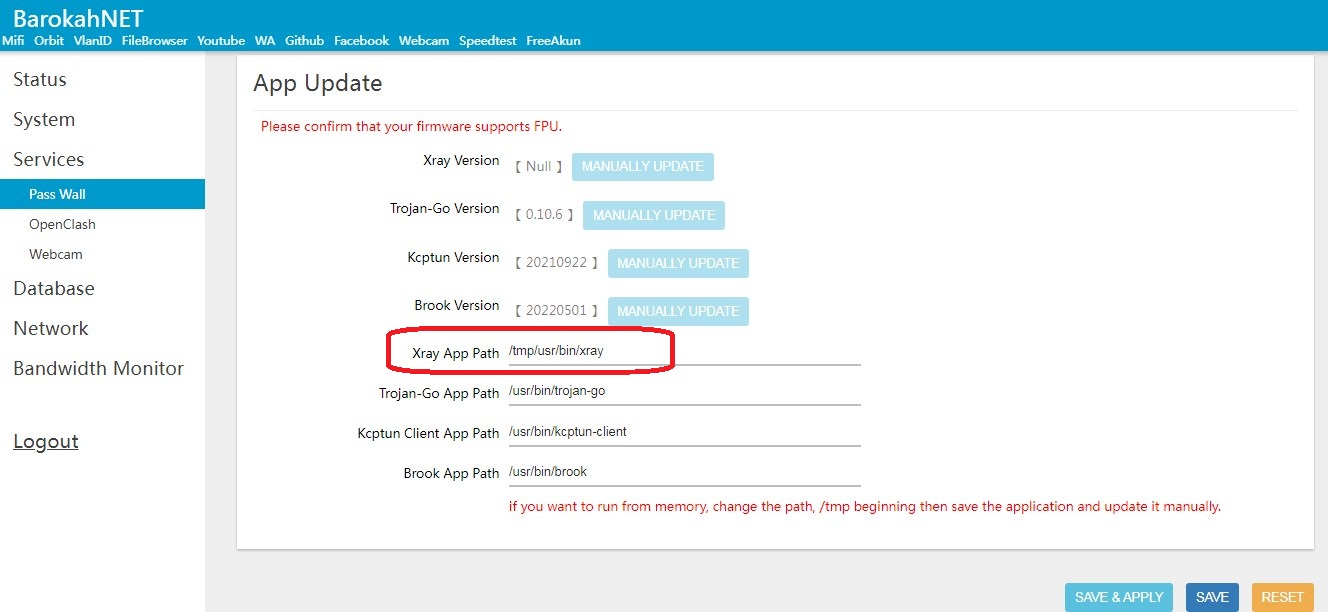 BarokahNET
Mifi Orbit VlanID FileBrowser Youtube WA Github Facebook Webcam Speedtest FreeAkun
Status
System
Services
Pass Wall
OpenClash
Webcam
Database
Network
Bandwidth Monitor
Logout
App Update
Please confirm that your firmware supports FPU.
Xray Version 【 Null 】 MANUALLY UPDATE
Trojan-Go Version 【 0.10.6 】 MANUALLY UPDATE
Kcptun Version 【 20210922 】 MANUALLY UPDATE
Brook Version 【 20220501 】 MANUALLY UPDATE
Xray App Path /tmp/usr/bin/xray
Trojan-Go App Path /usr/bin/trojan-go
Kcptun Client App Path /usr/bin/kcptun-client
Brook App Path /usr/bin/brook
if you want to run from memory, change the path, /tmp beginning then save the application and update it manually.
SAVE & APPLY SAVE RESET